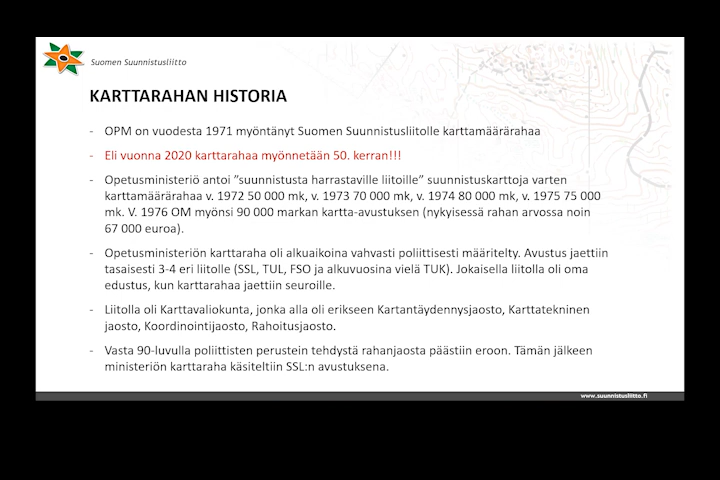 Suomen Suunnistusliitto
KARTTARAHAN HISTORIA
- OPM on vuodesta 1971 myöntänyt Suomen Suunnistusliitolle karttamäärärahaa
- Eli vuonna 2020 karttarahaa myönnetään 50. kerran!!!
- Opetusministeriö antoi ”suunnistusta harrastaville liitoille” suunnistuskarttoja varten
karttamäärärahaa v. 1972 50 000 mk, v. 1973 70 000 mk, v. 1974 80 000 mk, v. 1975 75 000
mk. V. 1976 OM myönsi 90 000 markan kartta-avustuksen (nykyisessä rahan arvossa noin
67 000 euroa).
- Opetusministeriön karttaraha oli alkuaikoina vahvasti poliittisesti määritelty. Avustus jaettiin
tasaisesti 3-4 eri liitolle (SSL, TUL, FSO ja alkuvuosina vielä TUK). Jokaisella liitolla oli oma
edustus, kun karttarahaa jaettiin seuroille.
- Liitolla oli Karttavaliokunta, jonka alla oli erikseen Kartantäydennysjaosto, Karttatekninen
jaosto, Koordinointijaosto, Rahoitusjaosto.
- Vasta 90-luvulla poliittisten perustein tehdystä rahanjaosta päästiin eroon. Tämän jälkeen
ministeriön karttaraha käsiteltiin SSL:n avustuksena.
www.suunnistusliitto.fi